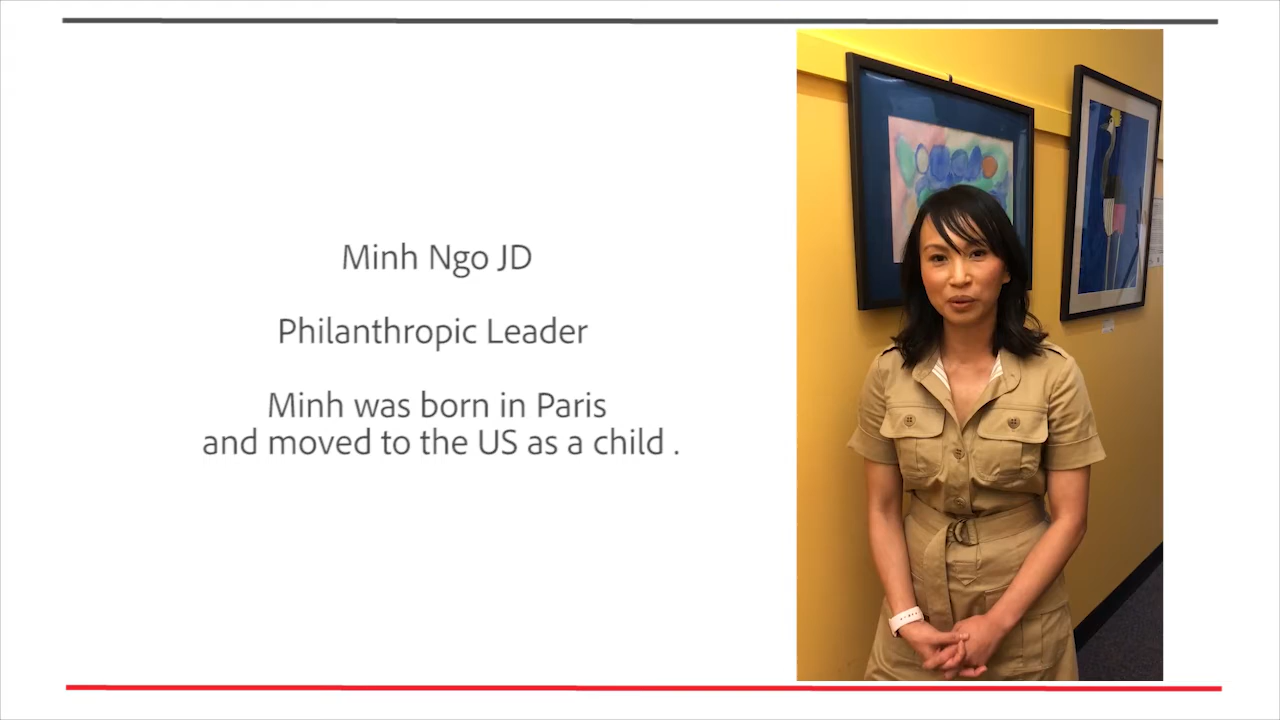 Minh Ngo JD
Philanthropic Leader
Minh was born in Paris
and moved to the US as a child .